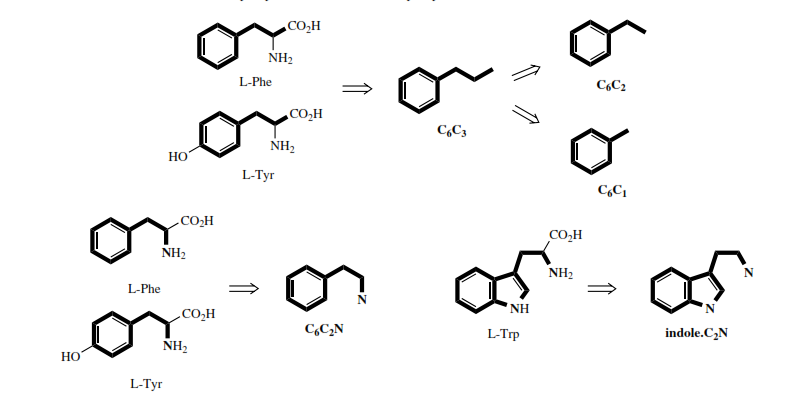 CO₂H
NH₂
L-Phe
HO
CO₂H
NH₂
L-Tyr
C₆C₃
C₆C₂
C₆C₁
CO₂H
NH₂
L-Phe
HO
CO₂H
NH₂
L-Tyr
N
C₆C₂N
CO₂H
NH₂
NH
L-Trp
N
N
indole.C₂N